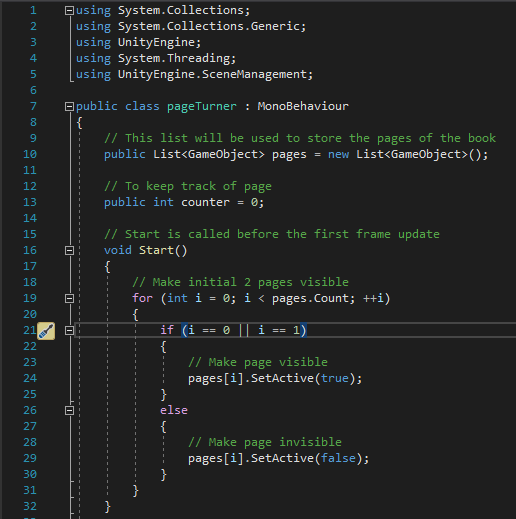 1 using System.Collections;
2 using System.Collections.Generic;
3 using UnityEngine;
4 using System.Threading;
5 using UnityEngine.SceneManagement;
6
7 public class pageTurner : MonoBehaviour
8 {
9 // This list will be used to store the pages of the book
10 public List<GameObject> pages = new List<GameObject>();
11
12 // To keep track of page
13 public int counter = 0;
14
15 // Start is called before the first frame update
16 void Start()
17 {
18 // Make initial 2 pages visible
19 for (int i = 0; i < pages.Count; ++i)
20 {
21 if (i == 0 || i == 1)
22 {
23 // Make page visible
24 pages[i].SetActive(true);
25 }
26 else
27 {
28 // Make page invisible
29 pages[i].SetActive(false);
30 }
31 }
32 }